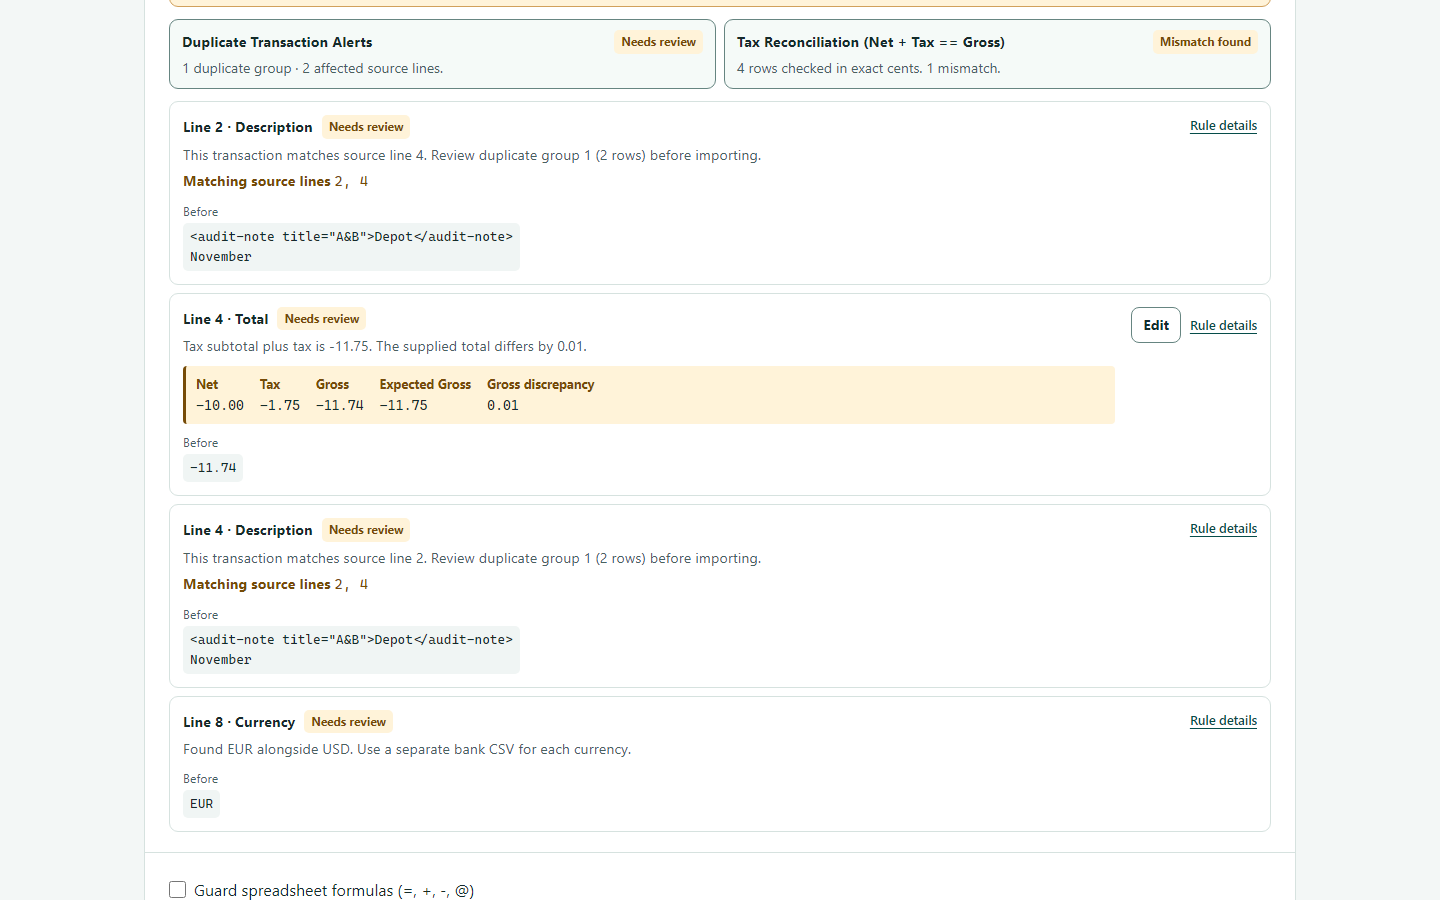 Duplicate Transaction Alerts
Needs review
1 duplicate group · 2 affected source lines.
Tax Reconciliation (Net + Tax == Gross)
Mismatch found
4 rows checked in exact cents. 1 mismatch.
Line 2 · Description
Needs review
Rule details
This transaction matches source line 4. Review duplicate group 1 (2 rows) before importing.
Matching source lines 2, 4
Before
<audit-note title="A&B">Depot</audit-note>
November
Line 4 · Total
Needs review
Edit
Rule details
Tax subtotal plus tax is -11.75. The supplied total differs by 0.01.
Net Tax Gross Expected Gross Gross discrepancy
-10.00 -1.75 -11.74 -11.75 0.01
Before
-11.74
Line 4 · Description
Needs review
Rule details
This transaction matches source line 2. Review duplicate group 1 (2 rows) before importing.
Matching source lines 2, 4
Before
<audit-note title="A&B">Depot</audit-note>
November
Line 8 · Currency
Needs review
Rule details
Found EUR alongside USD. Use a separate bank CSV for each currency.
Before
EUR
Guard spreadsheet formulas (=, +, -, @)